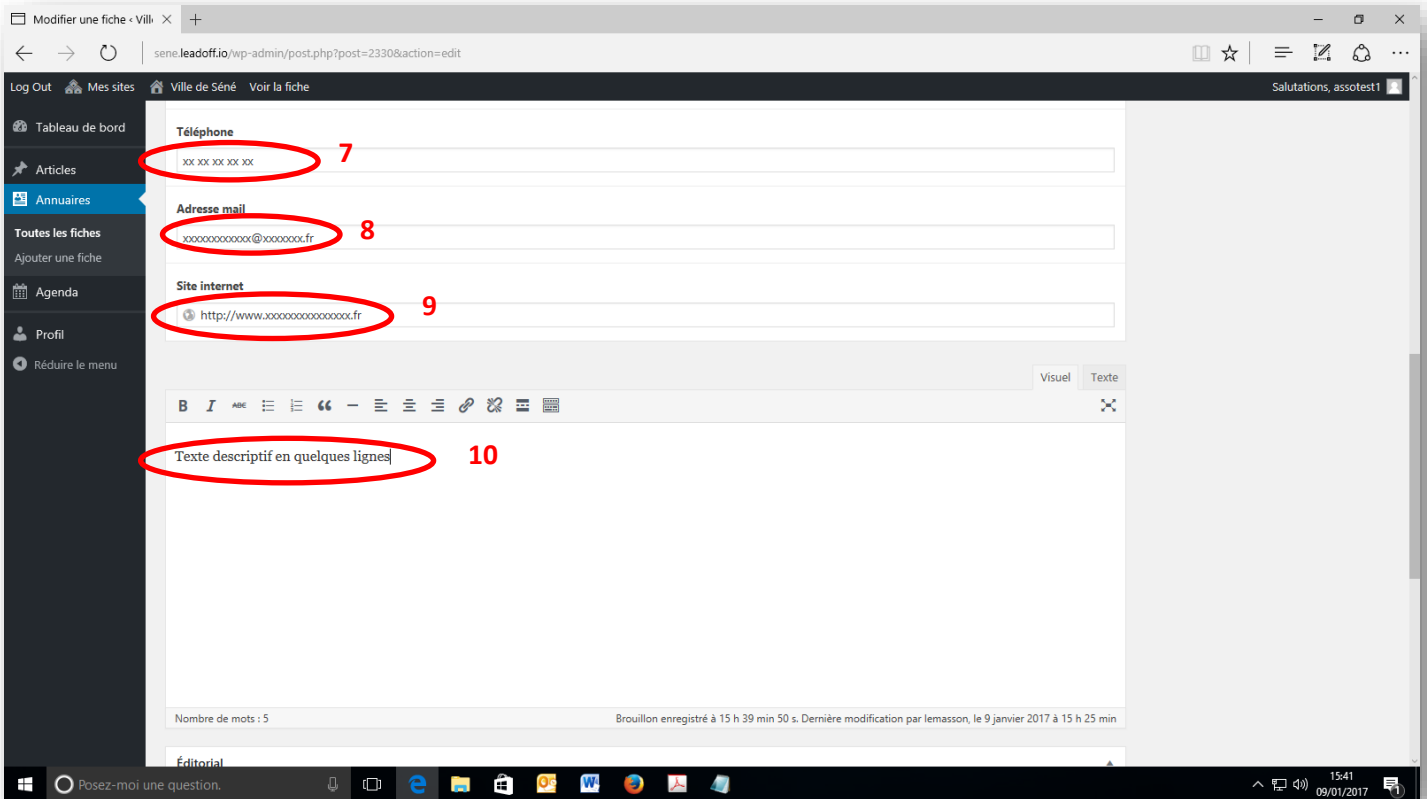 Modifier une fiche ‹ Ville
sene.leadoff.io/wp-admin/post.php?post=2330&action=edit
Log Out Mes sites Ville de Séné Voir la fiche Salutations, assotest1
Tableau de bord
Articles
Annuaires
Toutes les fiches
Ajouter une fiche
Agenda
Profil
Réduire le menu
Téléphone
xx xx xx xx xx
7
Adresse mail
xxxxxxxxxxxx@xxxxxxx.fr
8
Site internet
http://www.xxxxxxxxxxxxxxx.fr
9
Visuel Texte
B I ABC
Texte descriptif en quelques lignes
10
Nombre de mots : 5 Brouillon enregistré à 15 h 39 min 50 s. Dernière modification par lemasson, le 9 janvier 2017 à 15 h 25 min
Éditorial
Posez-moi une question.
15:41
09/01/2017
1